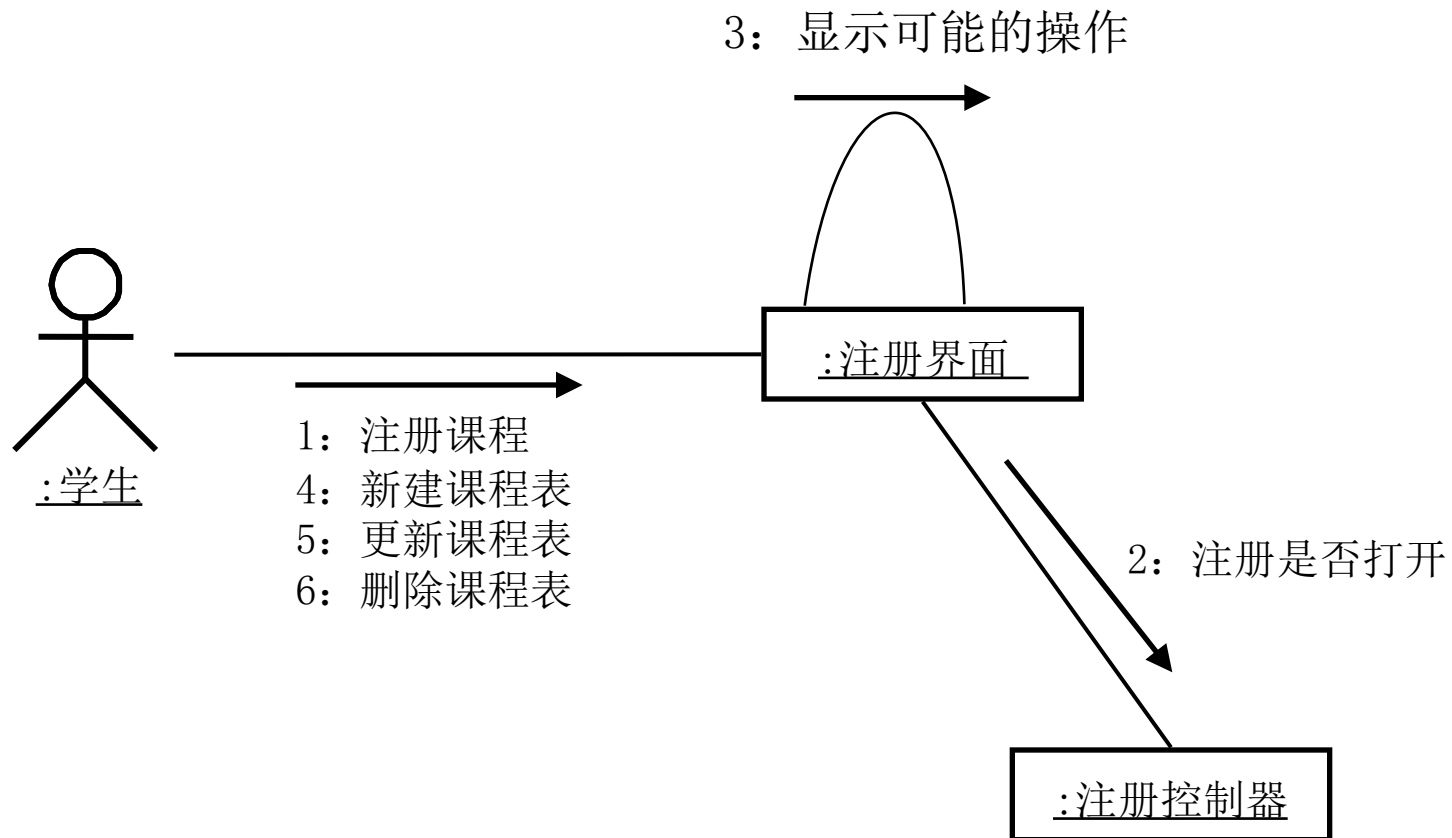 3：显示可能的操作
:注册界面
1：注册课程
4：新建课程表
:学生
5：更新课程表
2：注册是否打开
6：删除课程表
:注册控制器